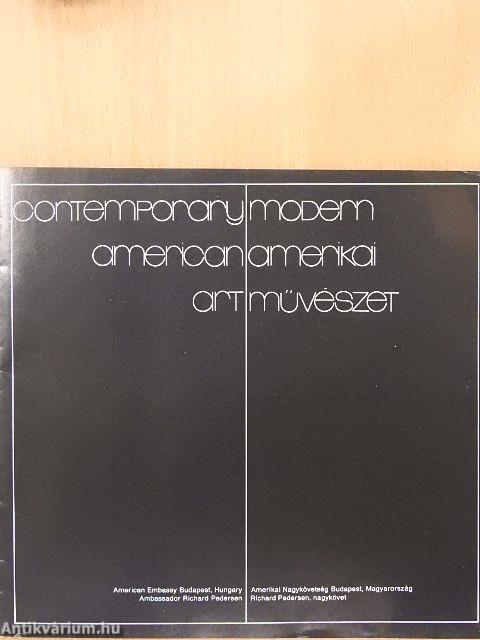 contemporary modern
american amerikai
art művészet
American Embassy Budapest, Hungary
Ambassador Richard Pedersen
Amerikai Nagykövetség Budapest, Magyarország
Richard Pedersen, nagykövet
Antikvárium.hu